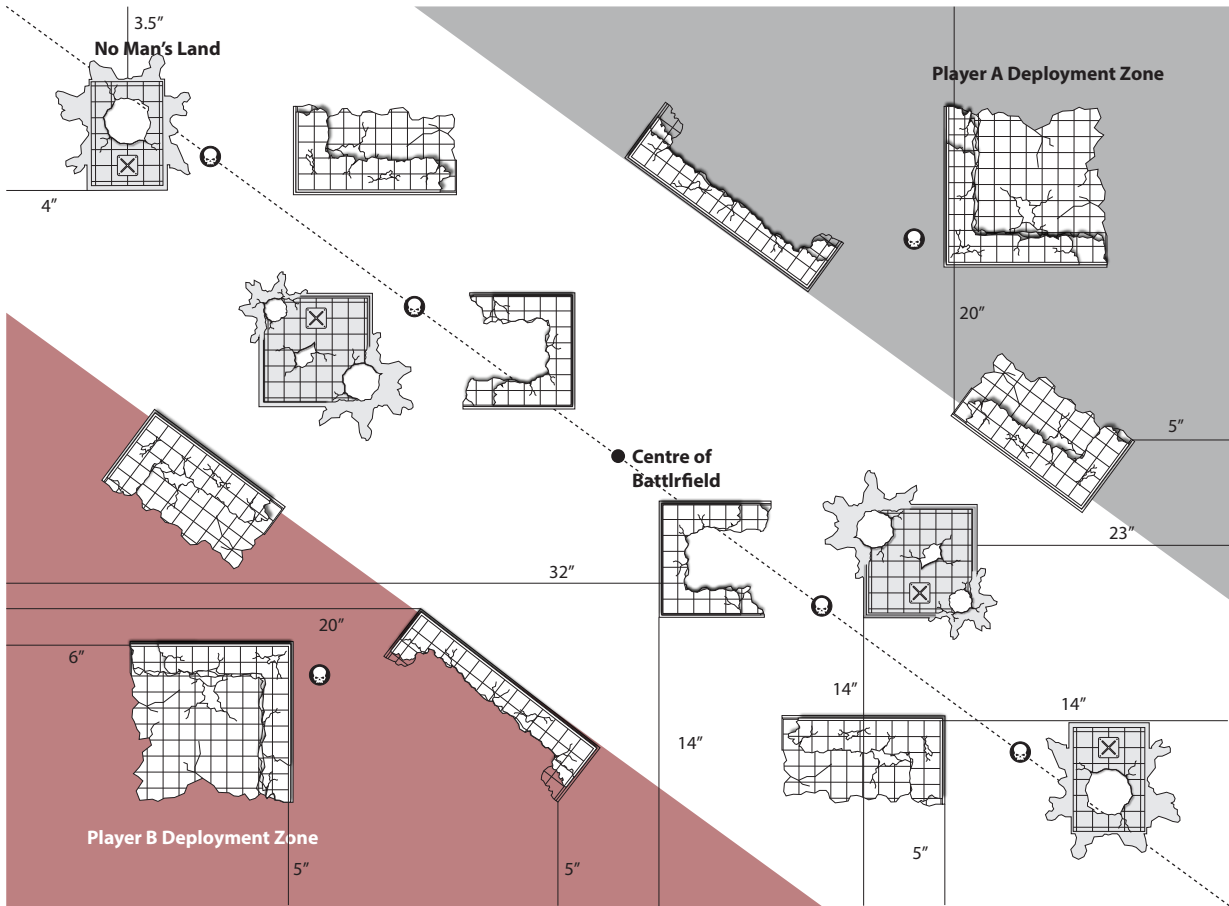 3.5”
No Man’s Land
Player A Deployment Zone
4”
20”
5”
Centre of
Battlrfield
23”
32”
20”
6”
14”
14”
14”
Player B Deployment Zone
5”
5”
5”